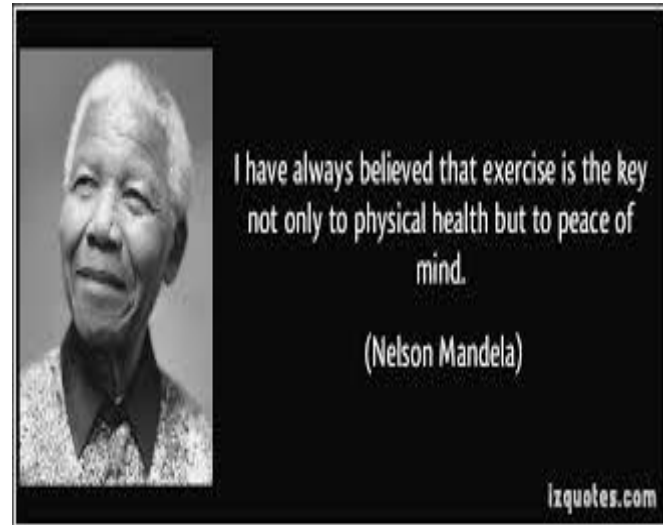 I have always believed that exercise is the key
not only to physical health but to peace of
mind.
(Nelson Mandela)
Izquotes.com